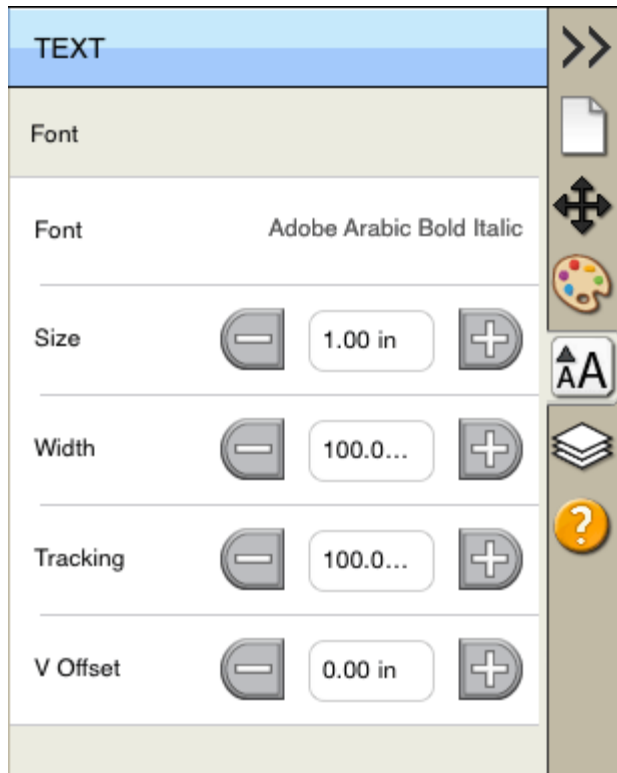 TEXT
Font
Font Adobe Arabic Bold Italic
Size 1.00 in
Width 100.0...
Tracking 100.0...
V Offset 0.00 in
AA
?